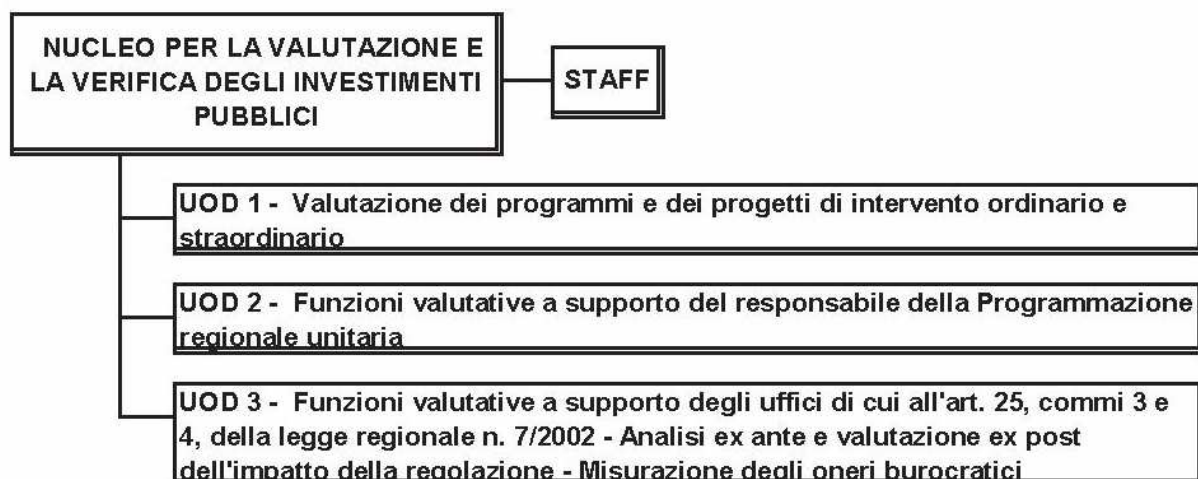 NUCLEO PER LA VALUTAZIONE E
LA VERIFICA DEGLI INVESTIMENTI
PUBBLICI
STAFF
UOD 1 - Valutazione dei programmi e dei progetti di intervento ordinario e
straordinario
UOD 2 - Funzioni valutative a supporto del responsabile della Programmazione
regionale unitaria
UOD 3 - Funzioni valutative a supporto degli uffici di cui all'art. 25, commi 3 e
4, della legge regionale n. 7/2002 - Analisi ex ante e valutazione ex post
dell'impatto della regolazione - Misurazione degli oneri burocratici